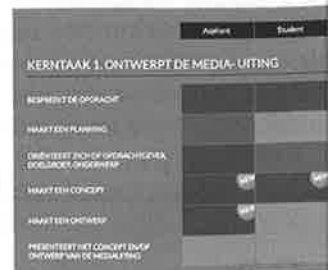 Aspirant Student
KERNTAAK 1. ONTWERPT DE MEDIA- UITING
BESPREEKT DE OPDRACHT
MAAKT EEN PLANNING
ORIËNTEERT ZICH OP OPDRACHTGEVER,
DOELGROEP, ONDERWERP
MAAKT EEN CONCEPT
MAAKT EEN ONTWERP
PRESENTEERT HET CONCEPT EN/OF
ONTWERP VAN DE MEDIAUITING